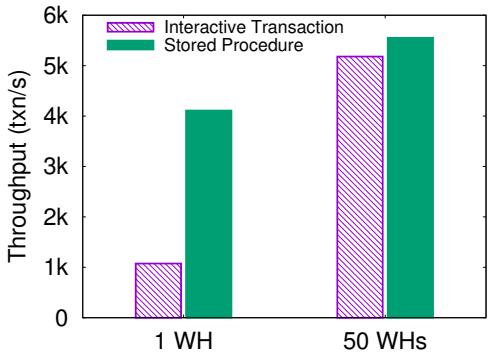 Interactive Transaction
Stored Procedure
6k
5k
4k
3k
2k
1k
0
Throughput (txn/s)
1 WH
50 WHs